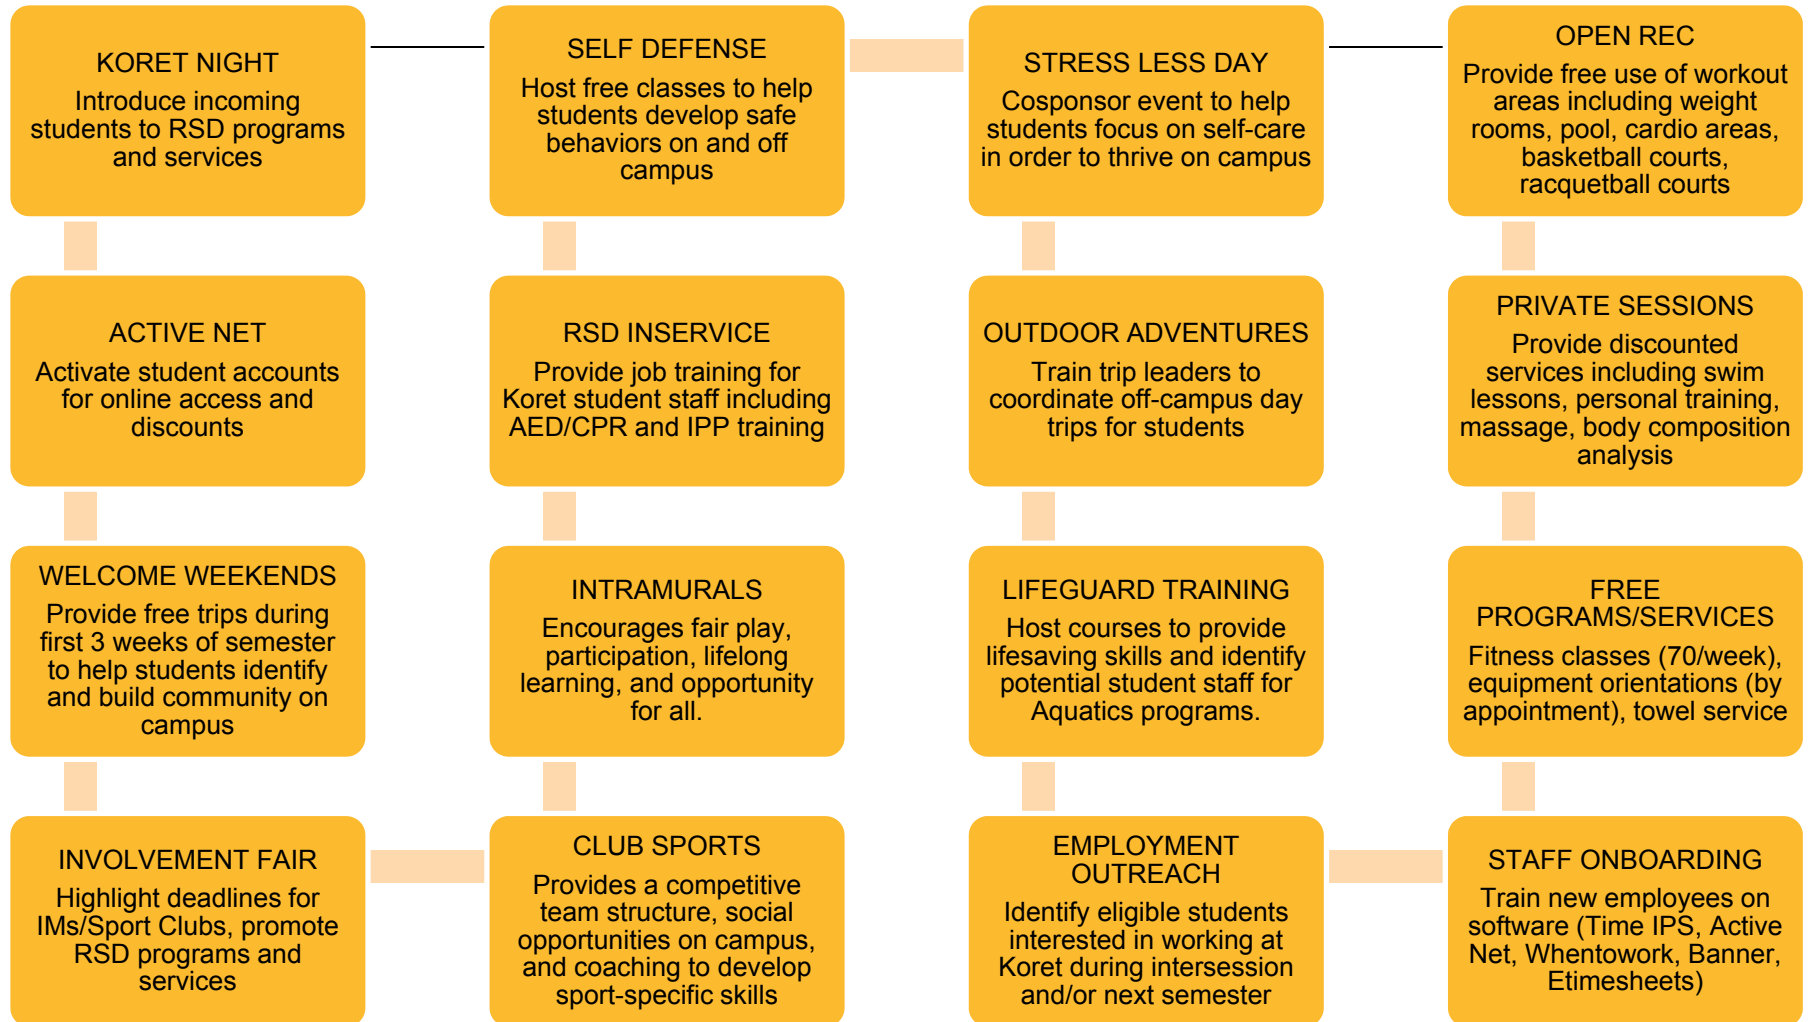 KORET NIGHT
Introduce incoming
students to RSD programs
and services
SELF DEFENSE
Host free classes to help
students develop safe
behaviors on and off
campus
STRESS LESS DAY
Cosponsor event to help
students focus on self-care
in order to thrive on campus
OPEN REC
Provide free use of workout
areas including weight
rooms, pool, cardio areas,
basketball courts,
racquetball courts
ACTIVE NET
Activate student accounts
for online access and
discounts
RSD INSERVICE
Provide job training for
Koret student staff including
AED/CPR and IPP training
OUTDOOR ADVENTURES
Train trip leaders to
coordinate off-campus day
trips for students
PRIVATE SESSIONS
Provide discounted
services including swim
lessons, personal training,
massage, body composition
analysis
WELCOME WEEKENDS
Provide free trips during
first 3 weeks of semester
to help students identify
and build community on
campus
INTRAMURALS
Encourages fair play,
participation, lifelong
learning, and opportunity
for all.
LIFEGUARD TRAINING
Host courses to provide
lifesaving skills and identify
potential student staff for
Aquatics programs.
FREE
PROGRAMS/SERVICES
Fitness classes (70/week),
equipment orientations (by
appointment), towel service
INVOLVEMENT FAIR
Highlight deadlines for
IMs/Sport Clubs, promote
RSD programs and
services
CLUB SPORTS
Provides a competitive
team structure, social
opportunities on campus,
and coaching to develop
sport-specific skills
EMPLOYMENT
OUTREACH
Identify eligible students
interested in working at
Koret during intersession
and/or next semester
STAFF ONBOARDING
Train new employees on
software (Time IPS, Active
Net, Whentowork, Banner,
Etimesheets)